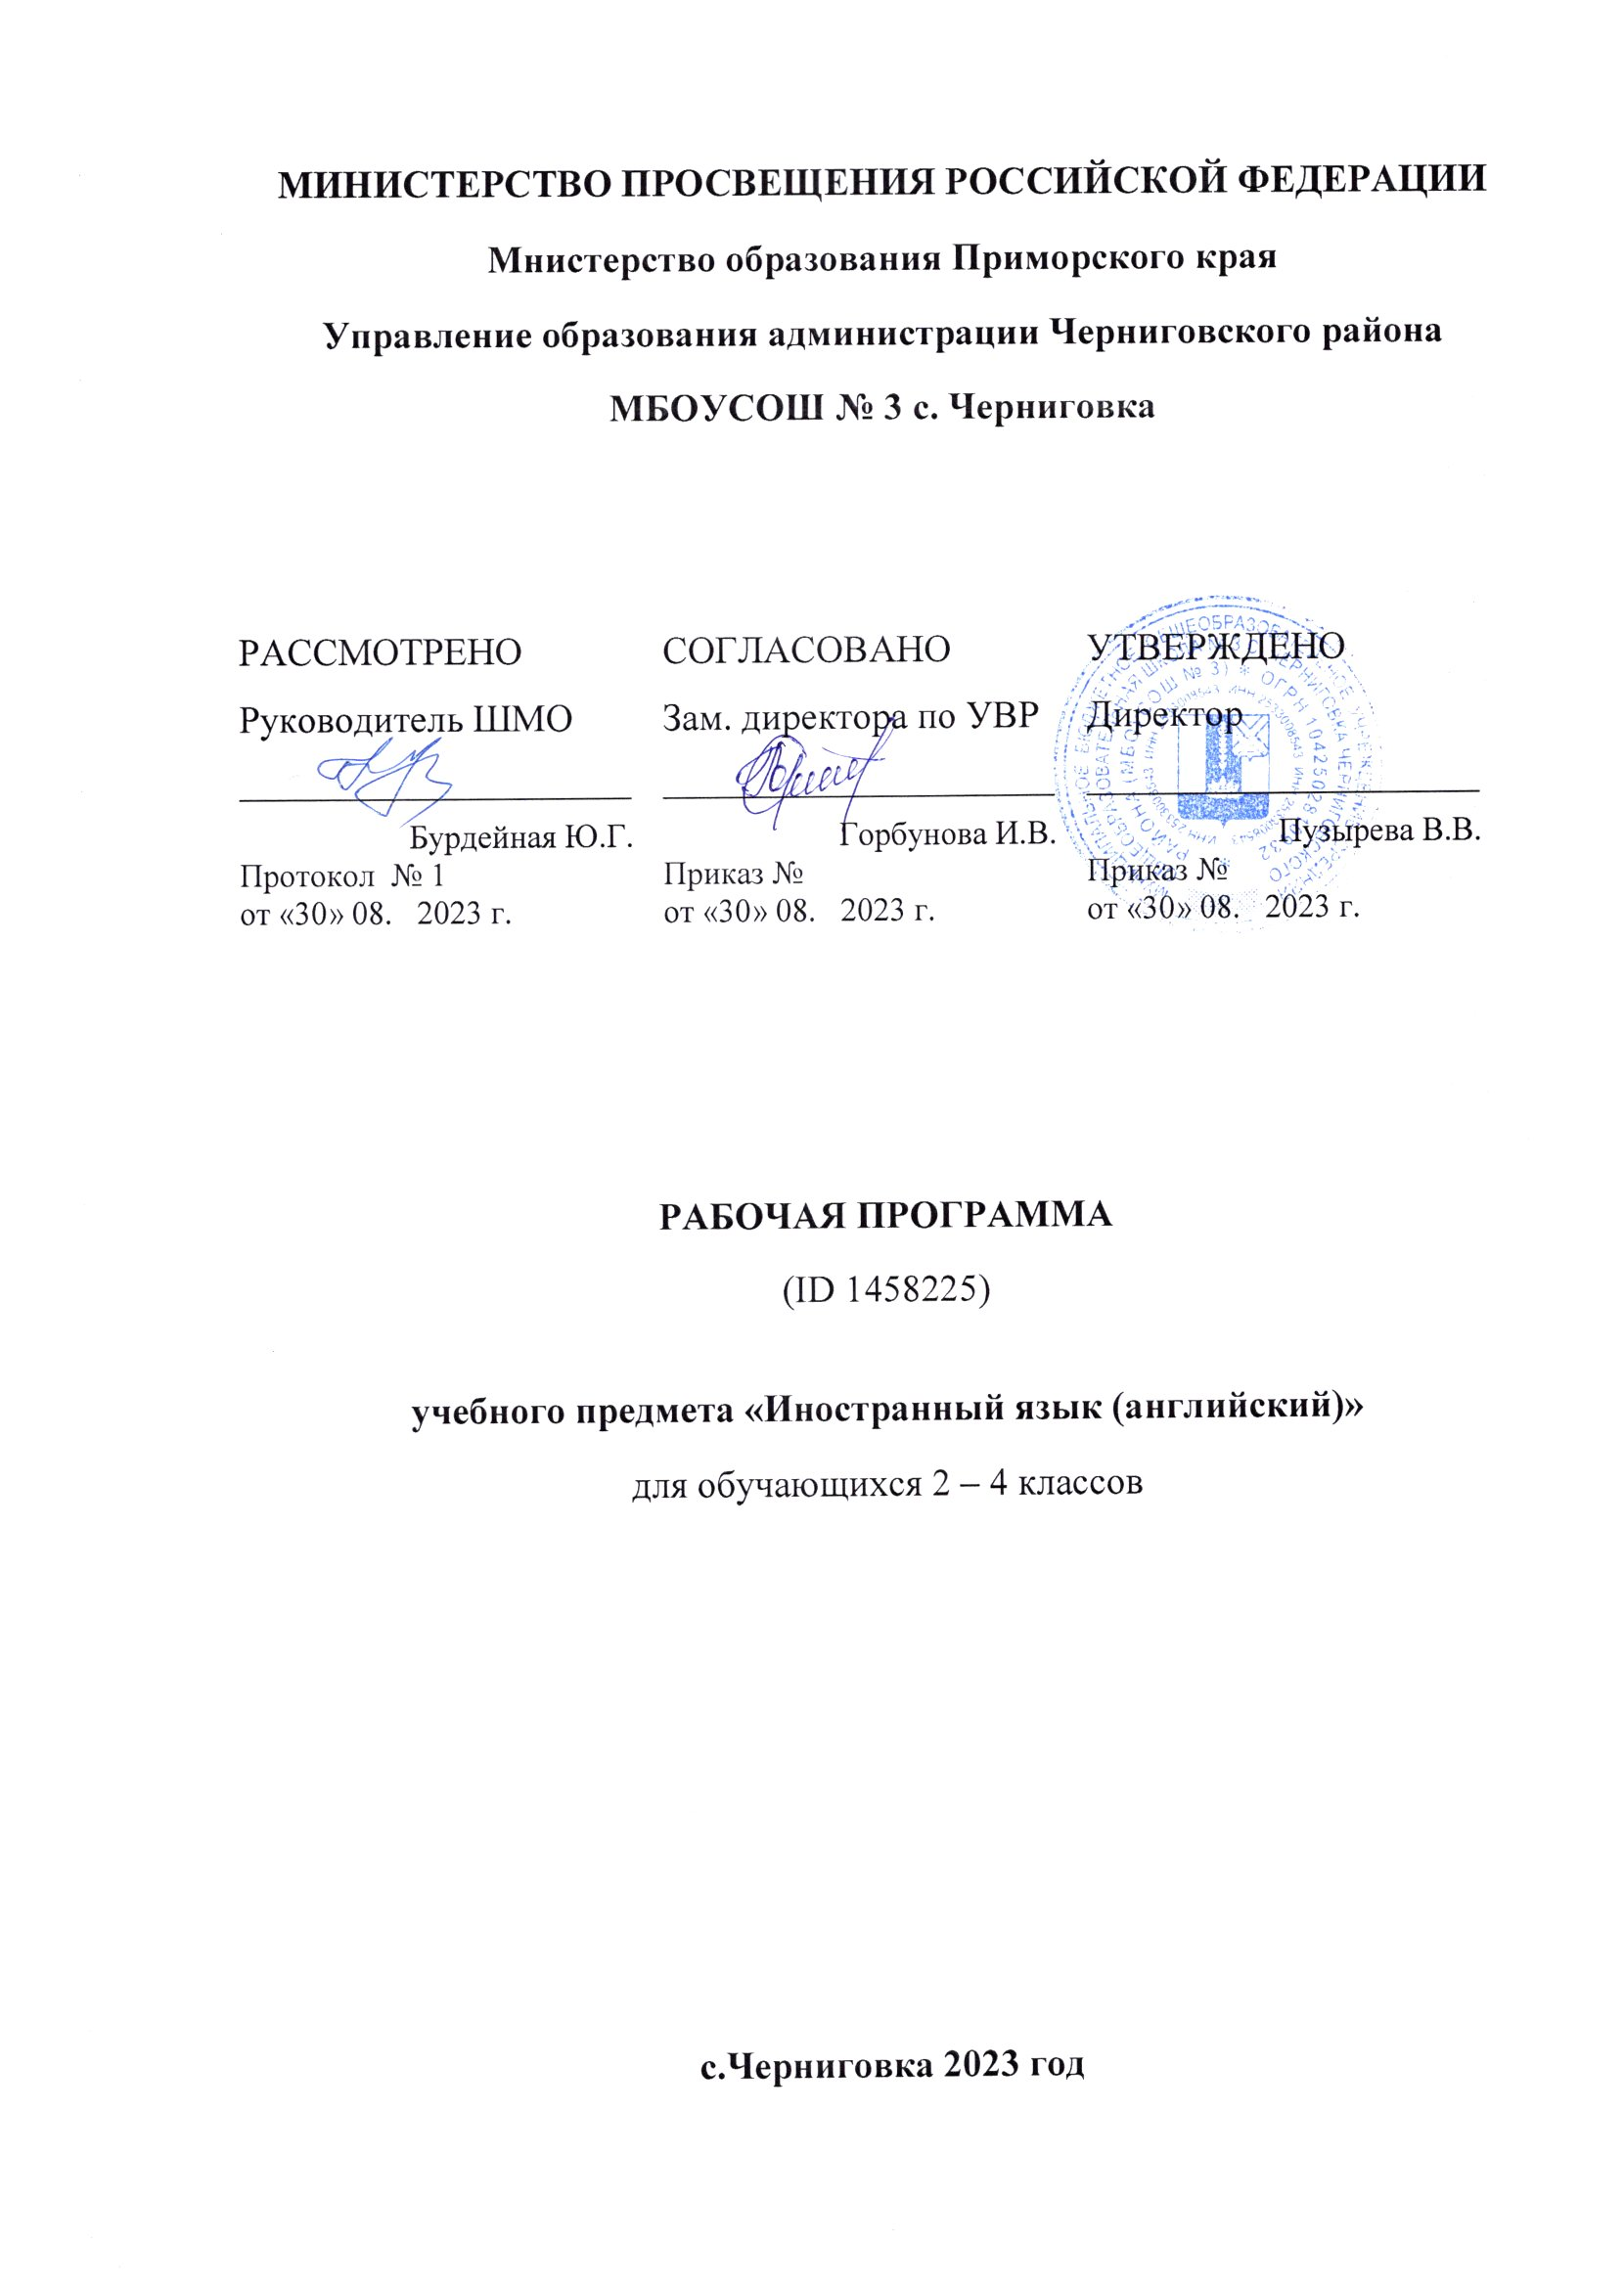 МИНИСТЕРСТВО ПРОСВЕЩЕНИЯ РОССИЙСКОЙ ФЕДЕРАЦИИ
Мнистерство образования Приморского края
Управление образования администрации Черниговского района
МБОУСОШ № 3 с. Черниговка
РАССМОТРЕНО
Руководитель ШМО
Бурдейная Ю.Г.
Протокол № 1
от «30» 08. 2023 г.
СОГЛАСОВАНО
Зам. директора по УВР
Горбунова И.В.
Приказ №
от «30» 08. 2023 г.
УТВЕРЖДЕНО
Директор
Пузырева В.В.
Приказ №
от «30» 08. 2023 г.
РАБОЧАЯ ПРОГРАММА
(ID 1458225)
учебного предмета «Иностранный язык (английский)»
для обучающихся 2 – 4 классов
с.Черниговка 2023 год